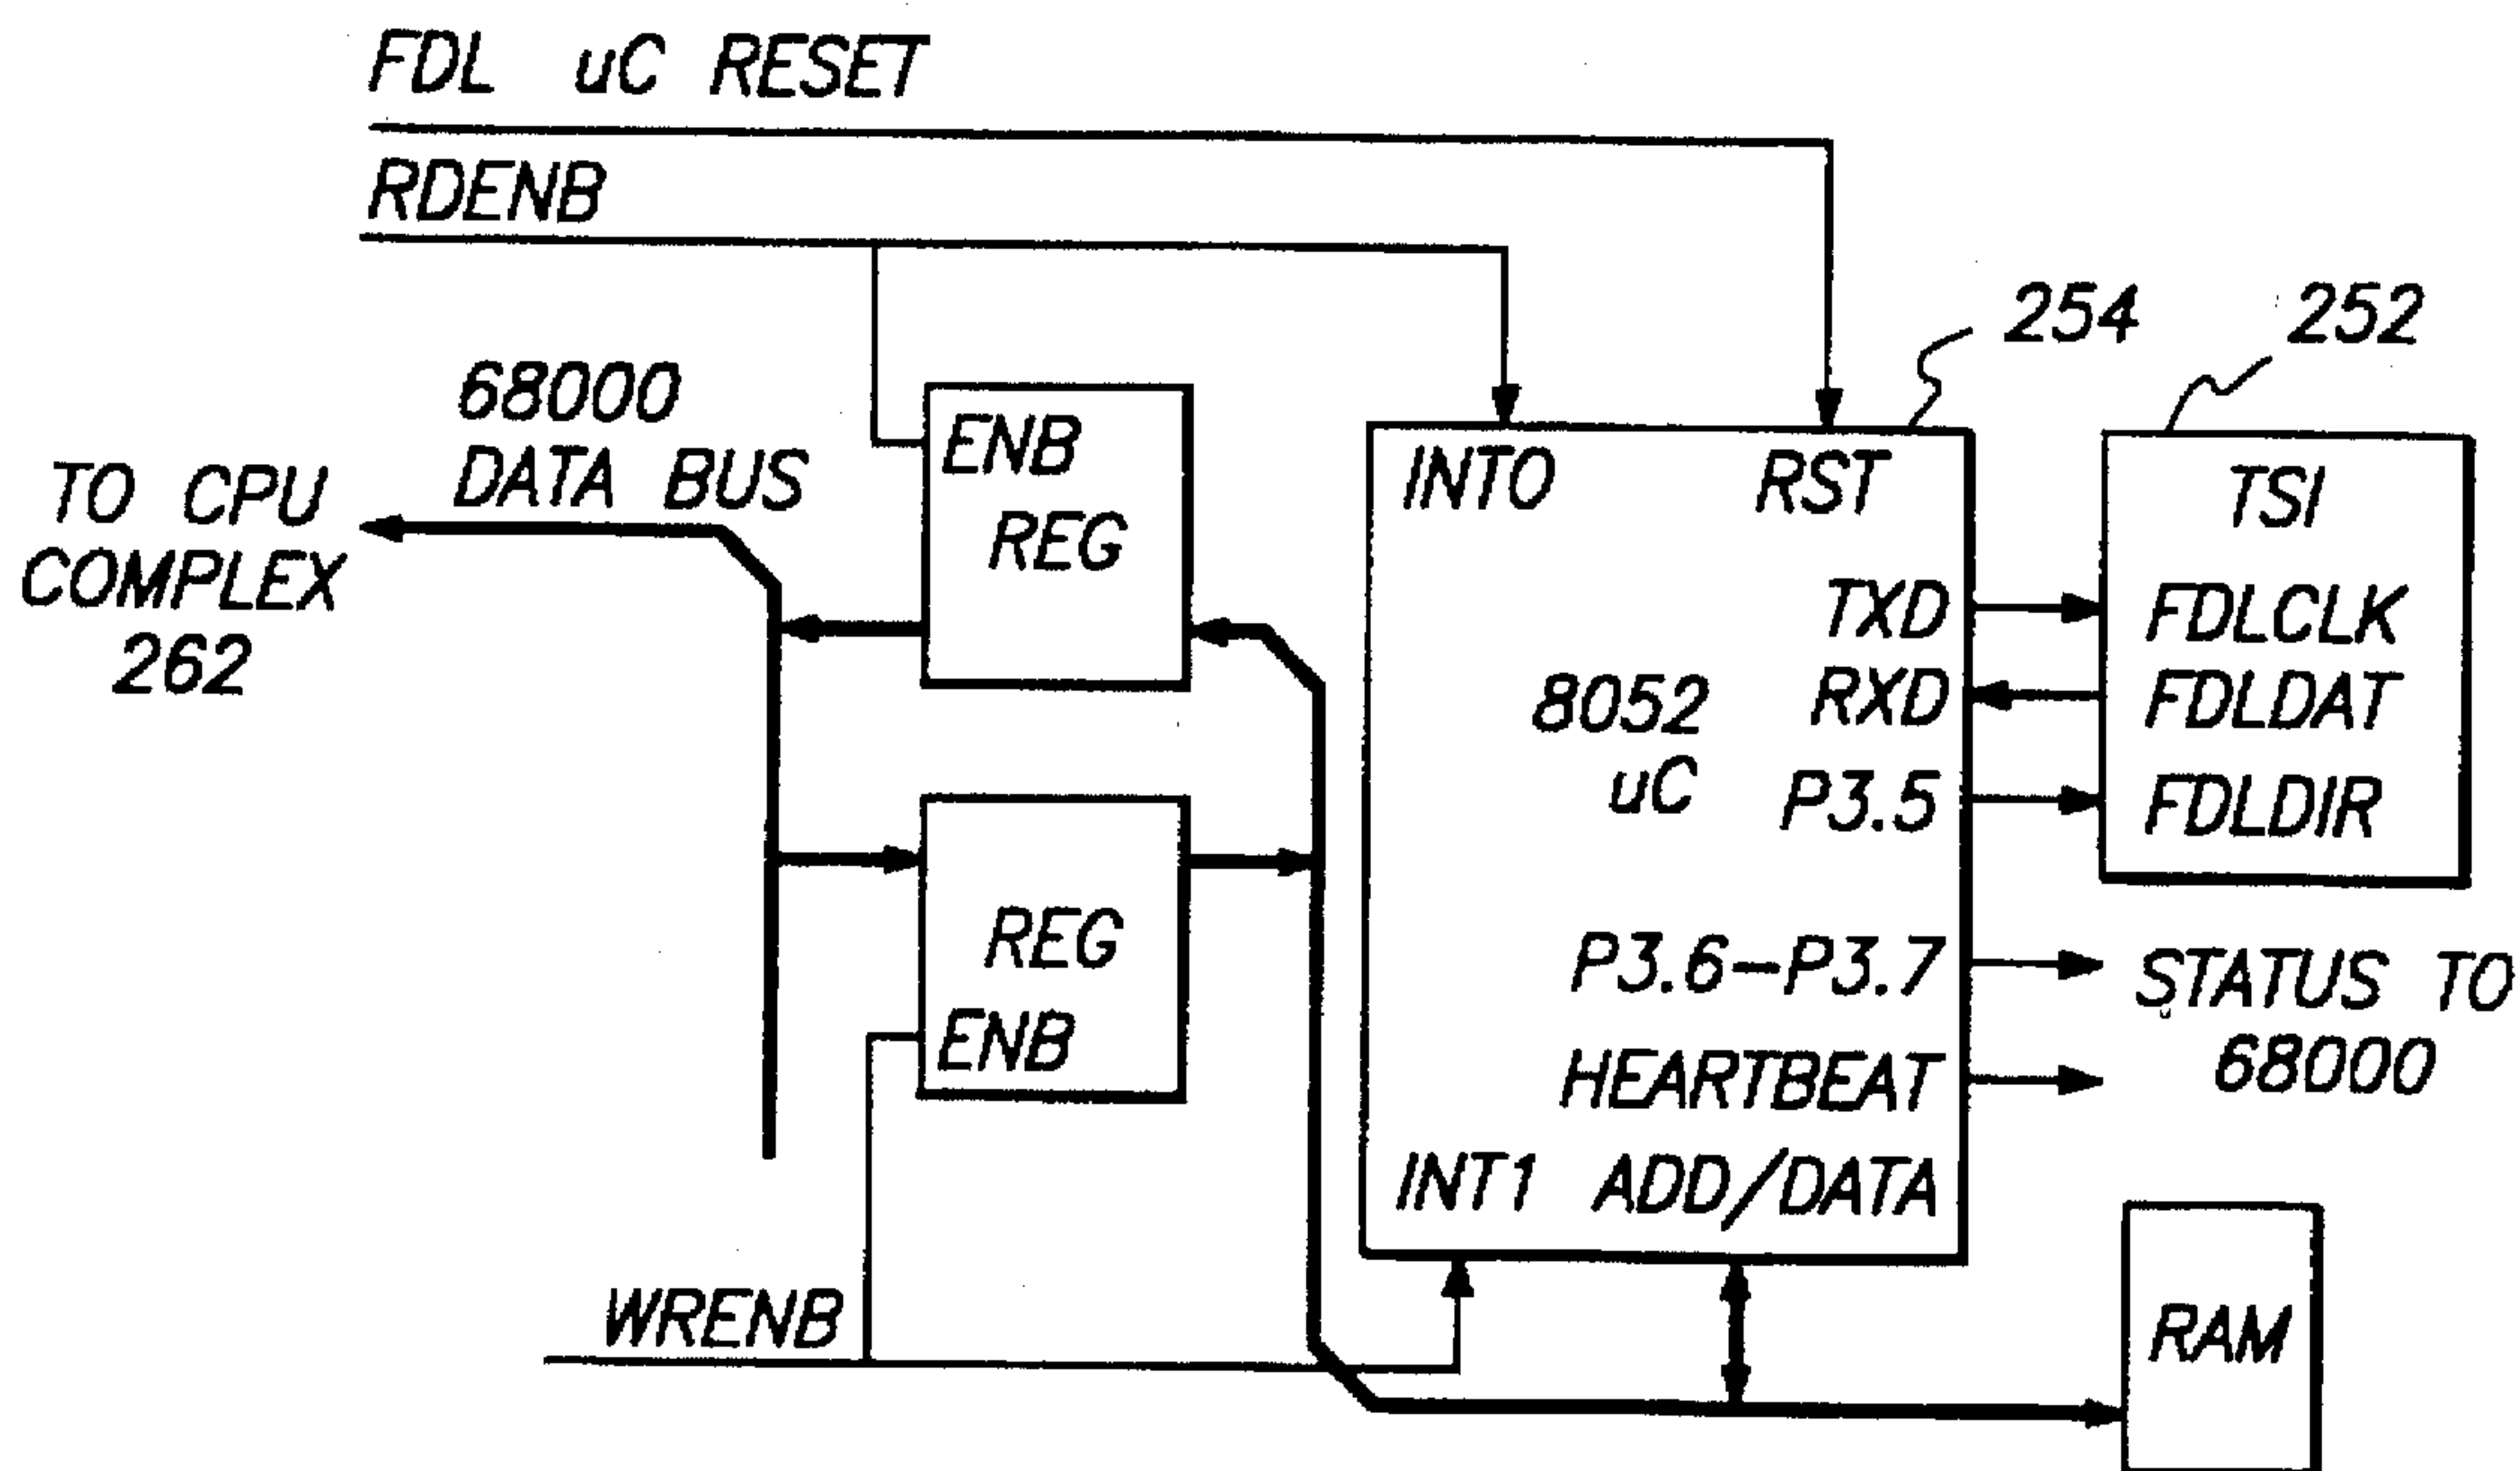 FDL uC RESET
RDENB
254
252
68000
DATA BUS
TO CPU
COMPLEX
262
ENB
REG
INTO
RST
TSI
TXD
FDLCLK
8052
uC
RXD
FDLDAT
P3.5
FDLDIR
REG
ENB
P3.6-P3.7
STATUS TO
68000
HEARTBEAT
INT1 ADD/DATA
WRENB
RAM